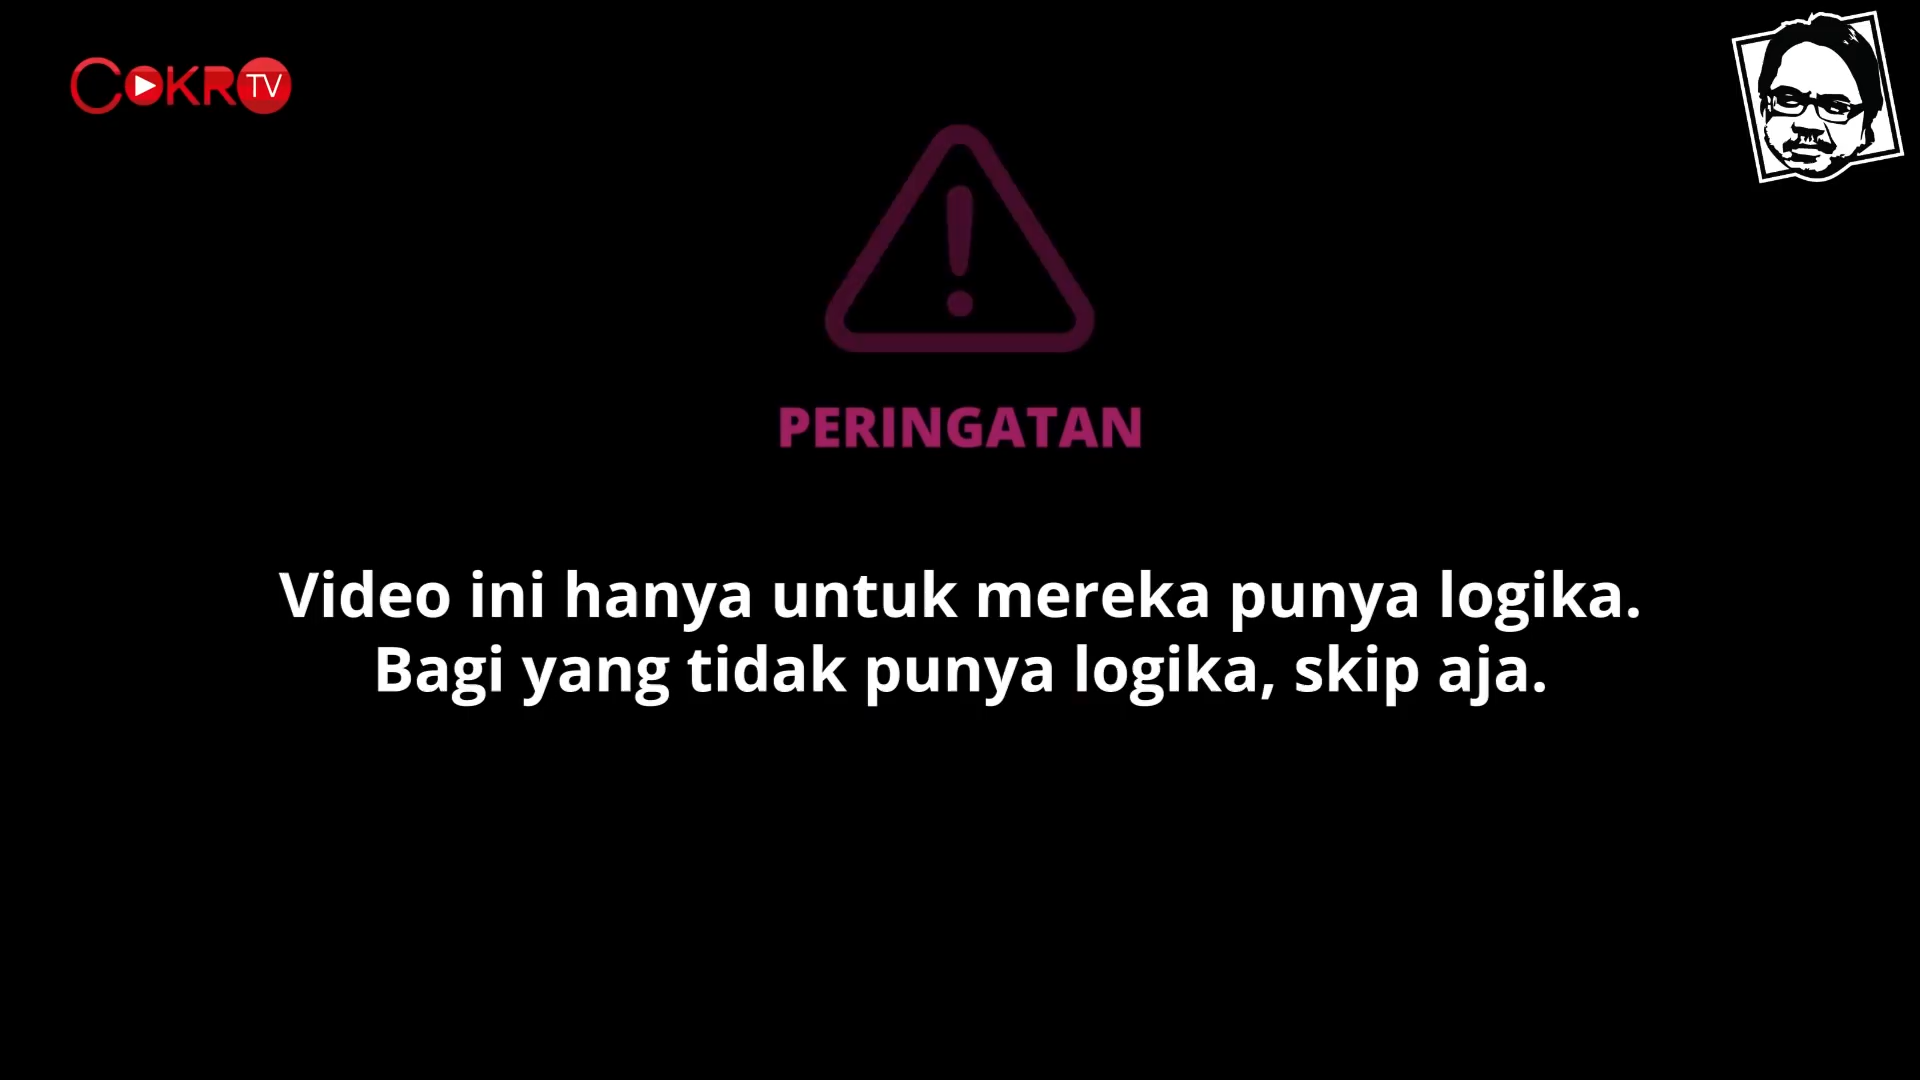 COKRO TV
PERINGATAN
Video ini hanya untuk mereka punya logika.
Bagi yang tidak punya logika, skip aja.